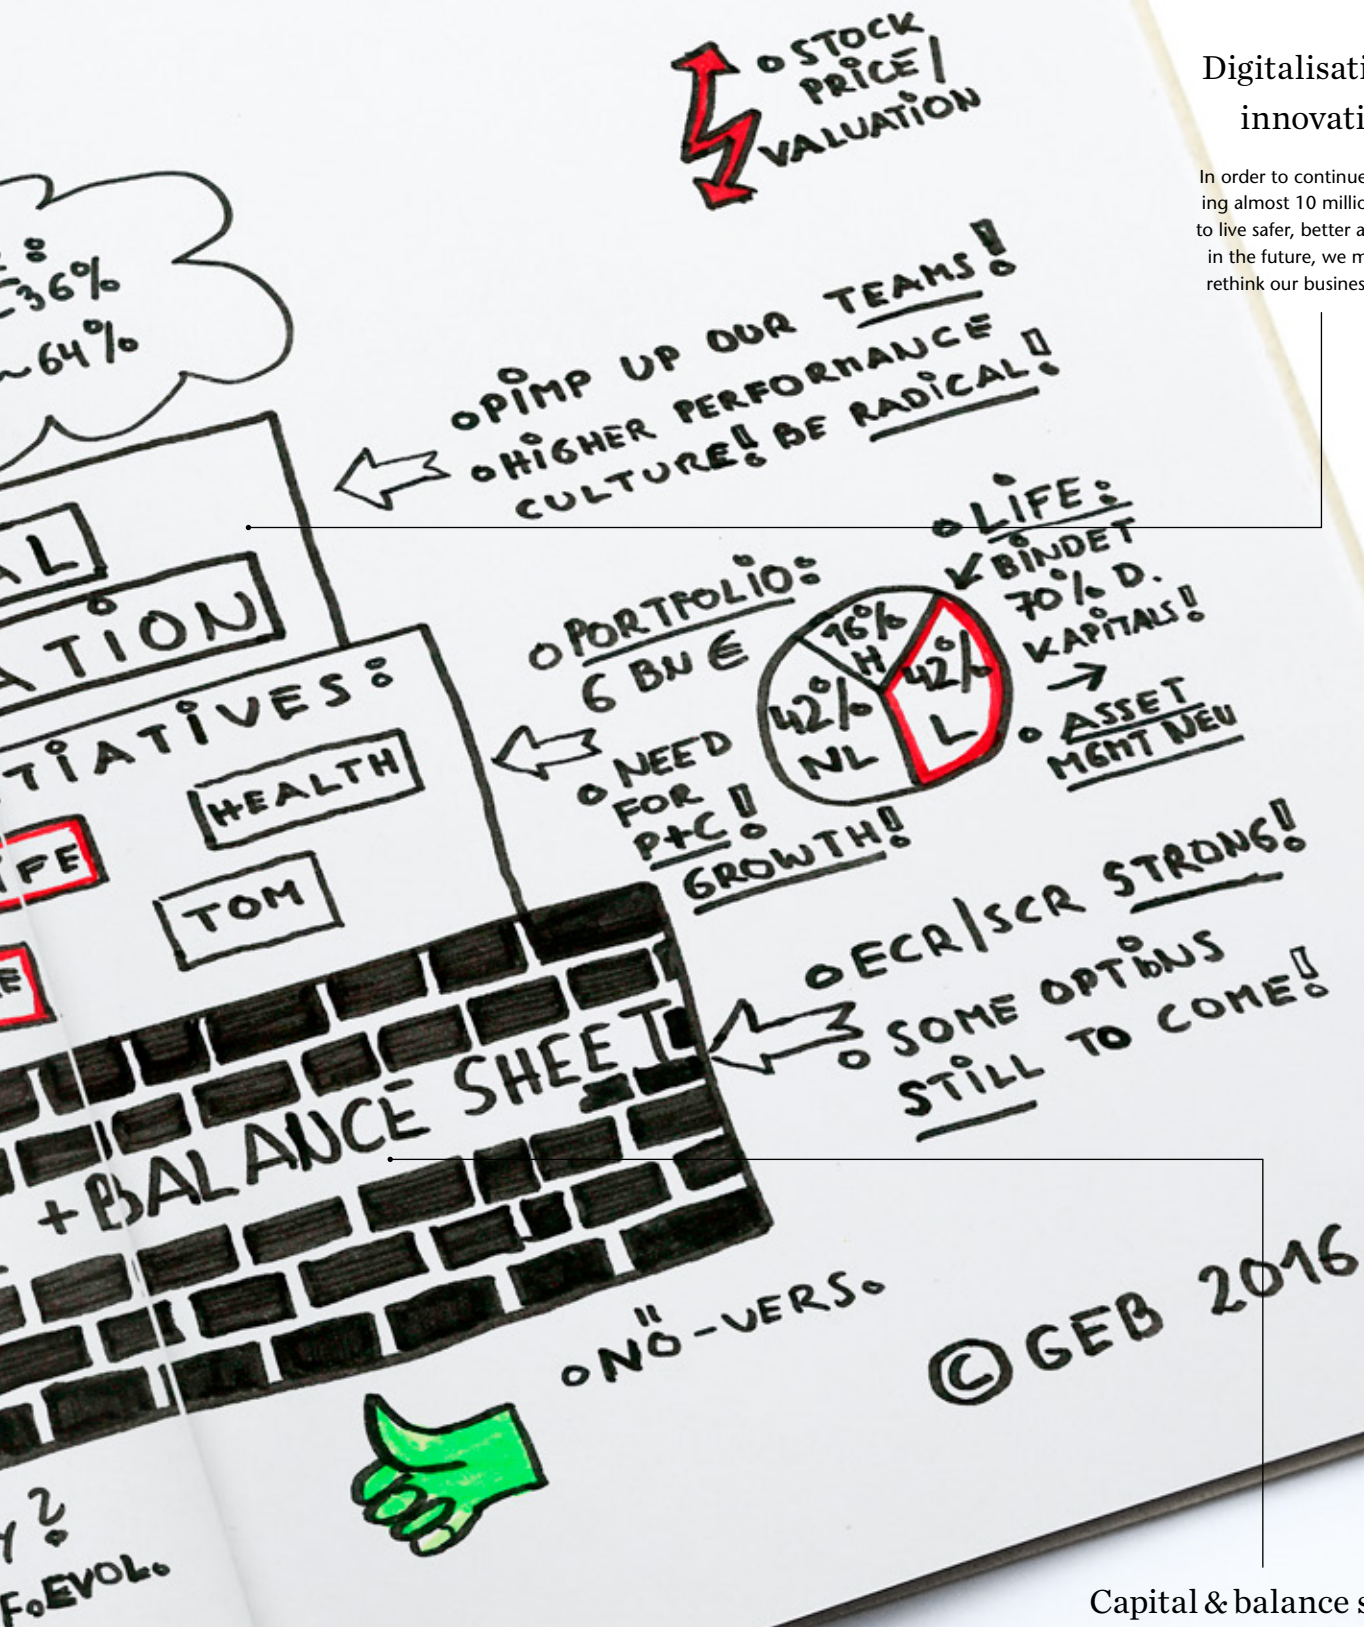 STOCK
PRICE/
VALUATION
Digitalisati
innovati
In order to continue
ing almost 10 millio
to live safer, better a
in the future, we m
rethink our busines
36%
~64%
PIMP UP OUR TEAMS!
HIGHER PERFORMANCE
CULTURE! BE RADICAL!
AL
ATION
TIATIVES:
HEALTH
IFE
TOM
E
PORTFOLIO:
6 BN €
NEED
FOR
P+C!
GROWTH!
16%
H
42%
L
42%
NL
LIFE:
BINDET
70% D.
KAPITALS!
→
ASSET
MGMT NEU
ECR/SCR STRONG!
SOME OPTIONS
STILL TO COME!
+BALANCE SHEET
NÖ-VERS.
© GEB 2016
Y?
F.EVOL.
Capital & balance s